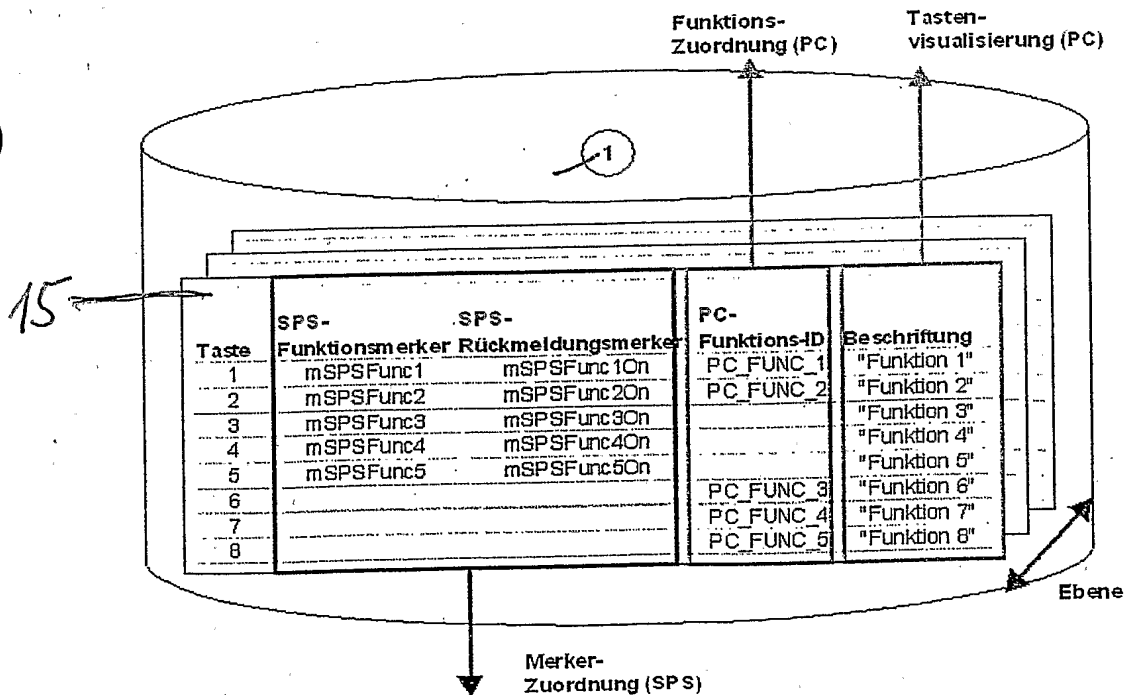 Funktions-
Zuordnung (PC)
Tasten-
visualisierung (PC)
1
15
Taste SPS-Funktionsmerker SPS-Rückmeldungsmerker PC-Funktions-ID Beschriftung
1 mSPSFunc1 mSPSFunc1On PC_FUNC_1 "Funktion 1"
2 mSPSFunc2 mSPSFunc2On PC_FUNC_2 "Funktion 2"
3 mSPSFunc3 mSPSFunc3On "Funktion 3"
4 mSPSFunc4 mSPSFunc4On "Funktion 4"
5 mSPSFunc5 mSPSFunc5On "Funktion 5"
6 PC_FUNC_3 "Funktion 6"
7 PC_FUNC_4 "Funktion 7"
8 PC_FUNC_5 "Funktion 8"
Ebene
Merker-
Zuordnung (SPS)